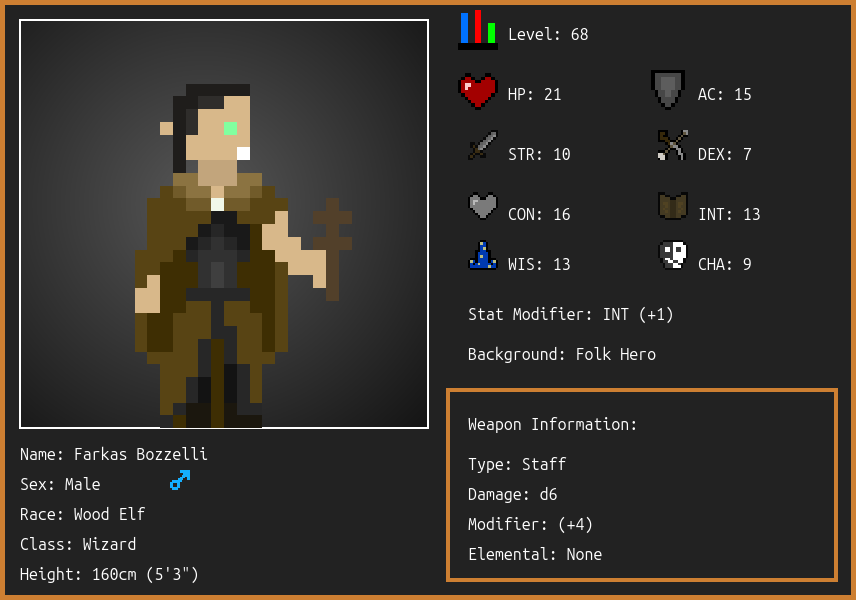 Level: 68
HP: 21
AC: 15
STR: 10
DEX: 7
CON: 16
INT: 13
WIS: 13
CHA: 9
Stat Modifier: INT (+1)
Background: Folk Hero
Weapon Information:
Type: Staff
Damage: d6
Modifier: (+4)
Elemental: None
Name: Farkas Bozzelli
Sex: Male
Race: Wood Elf
Class: Wizard
Height: 160cm (5'3")